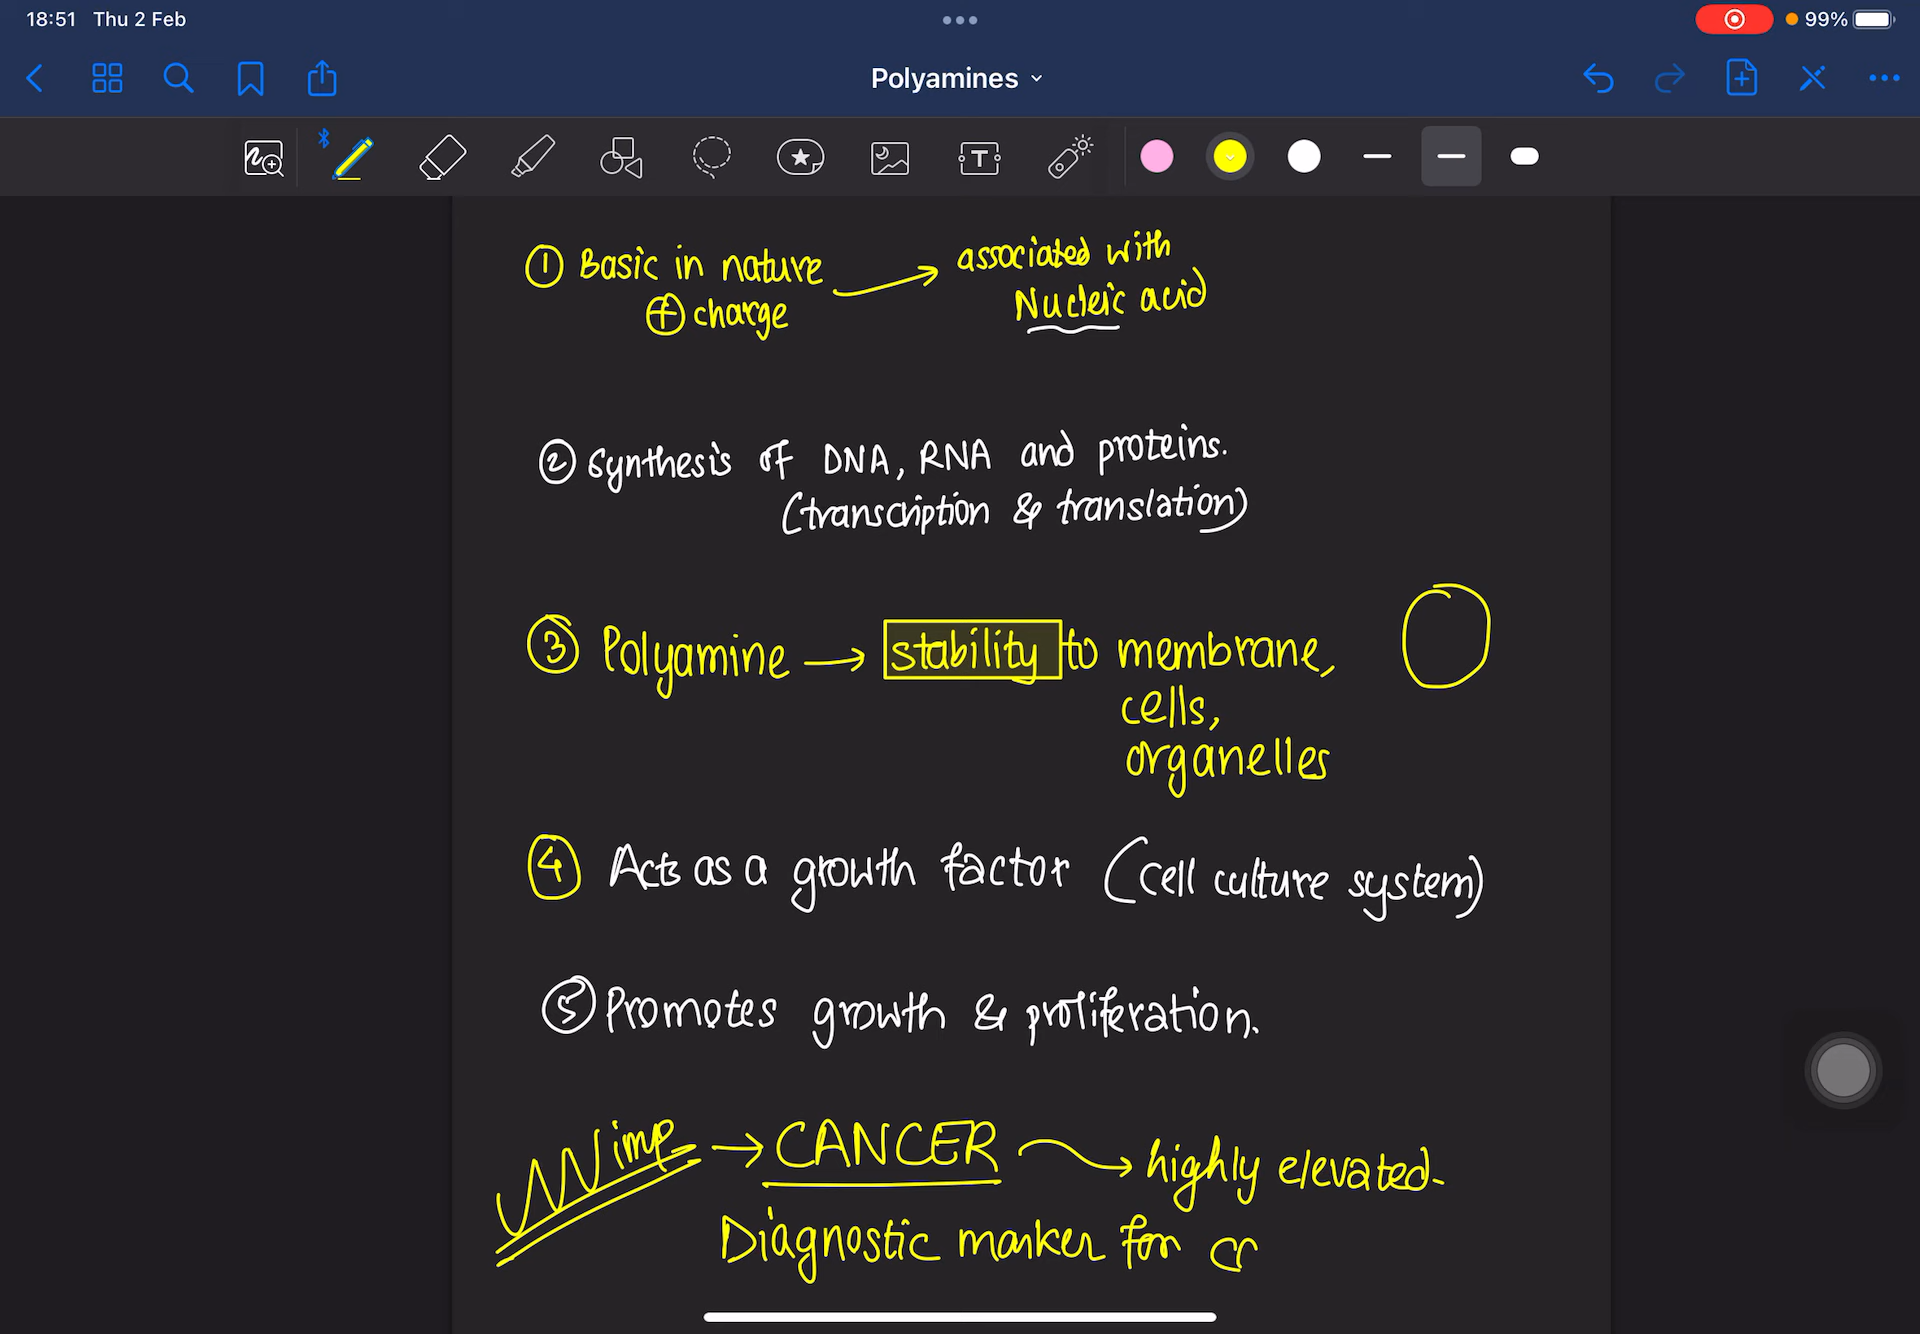 18:51 Thu 2 Feb
99%
Polyamines
T
① Basic in nature → associated with
⊕ charge Nucleic acid
② Synthesis of DNA, RNA and proteins.
(transcription & translation)
③ Polyamine → stability to membrane,
cells,
organelles
④ Acts as a growth factor (cell culture system)
⑤ Promotes growth & proliferation.
imp → CANCER → highly elevated.
Diagnostic marker for